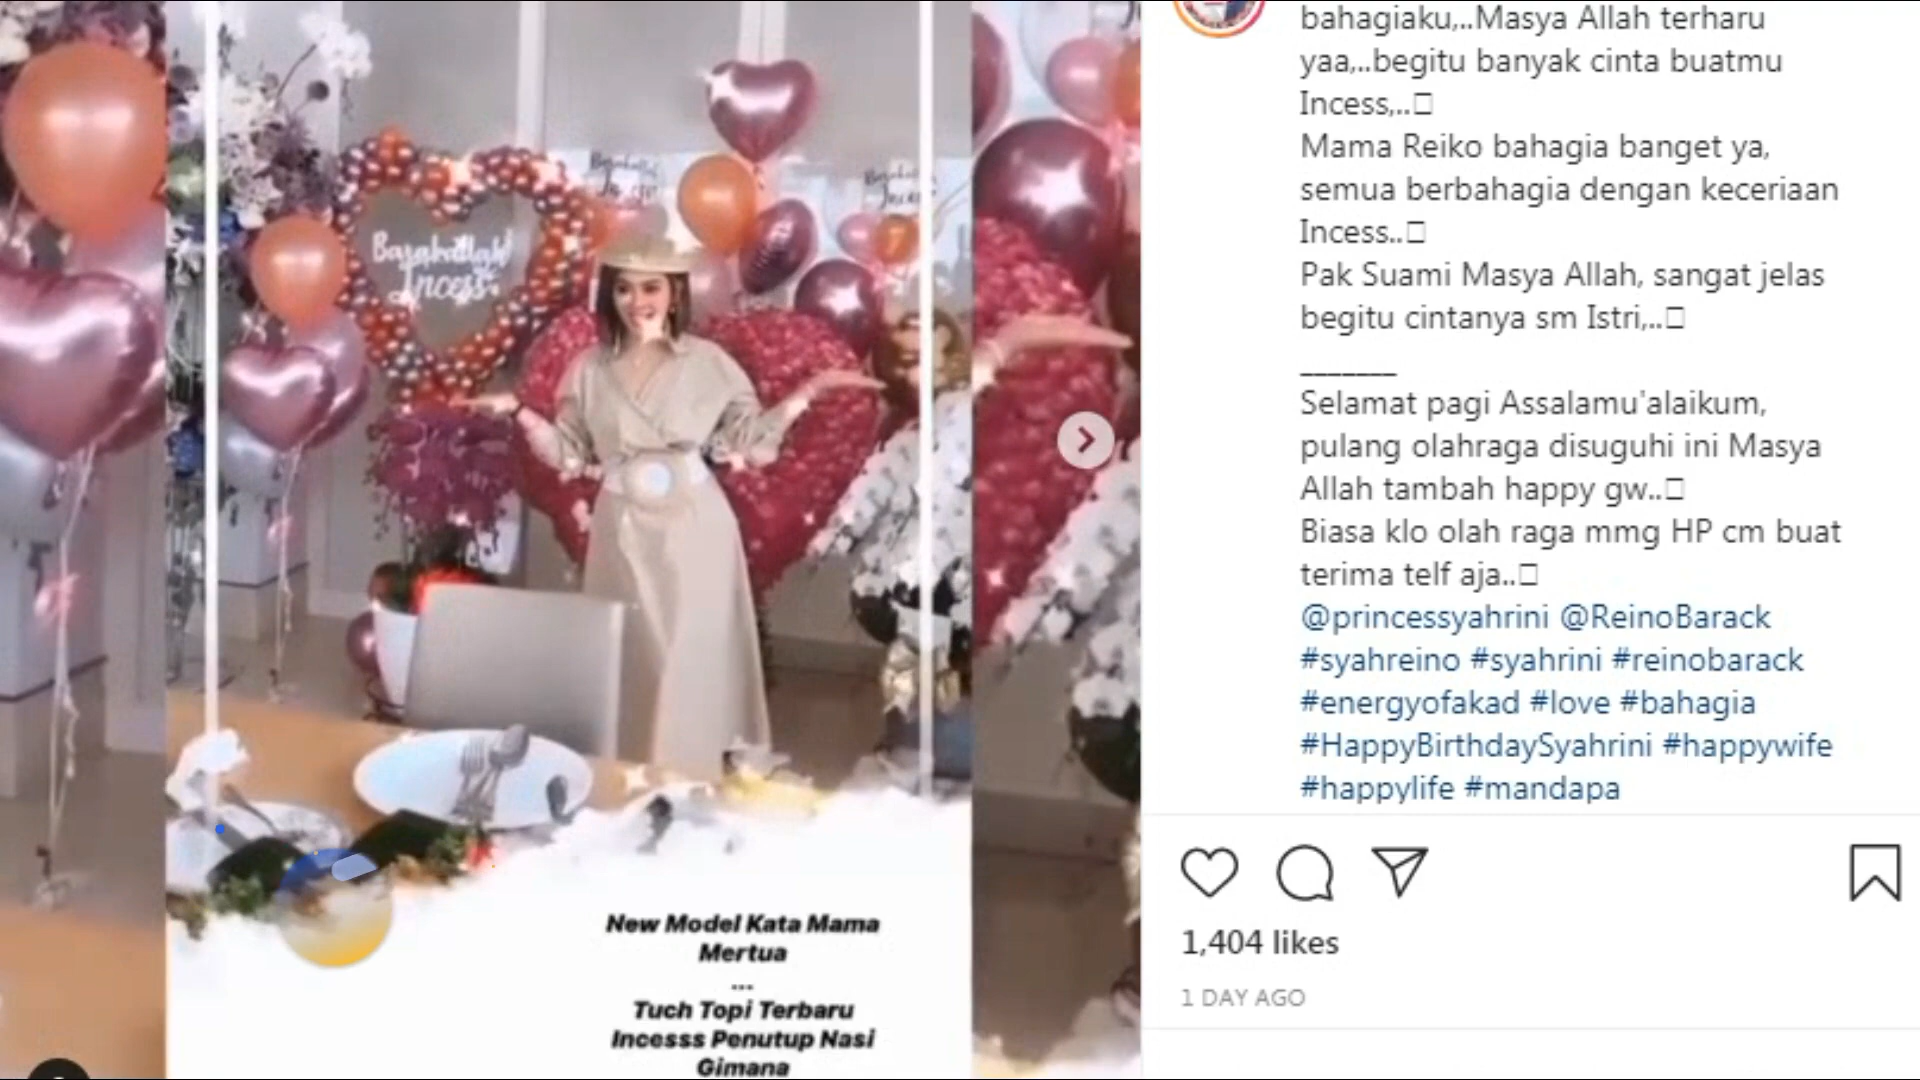 Barakallah
Incess
Barakallah
Incess
New Model Kata Mama
Mertua
...
Tuch Topi Terbaru
Incesss Penutup Nasi
Gimana
bahagiaku,..Masya Allah terharu
yaa,..begitu banyak cinta buatmu
Incess,..
Mama Reiko bahagia banget ya,
semua berbahagia dengan keceriaan
Incess..
Pak Suami Masya Allah, sangat jelas
begitu cintanya sm Istri,..
_______
Selamat pagi Assalamu'alaikum,
pulang olahraga disuguhi ini Masya
Allah tambah happy gw..
Biasa klo olah raga mmg HP cm buat
terima telf aja..
@princessyahrini @ReinoBarack
#syahreino #syahrini #reinobarack
#energyofakad #love #bahagia
#HappyBirthdaySyahrini #happywife
#happylife #mandapa
1,404 likes
1 DAY AGO